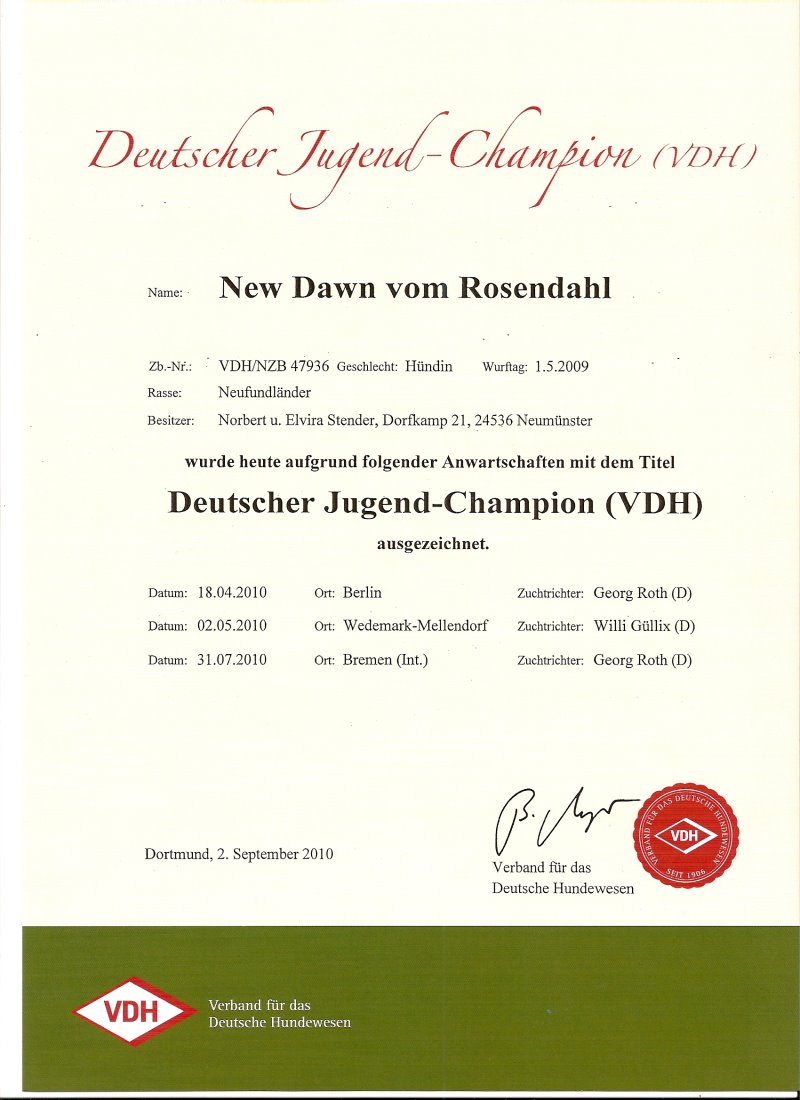 Deutscher Jugend-Champion (VDH)
Name: New Dawn vom Rosendahl
Zb.-Nr.: VDH/NZB 47936 Geschlecht: Hündin Wurftag: 1.5.2009
Rasse: Neufundländer
Besitzer: Norbert u. Elvira Stender, Dorfkamp 21, 24536 Neumünster
wurde heute aufgrund folgender Anwartschaften mit dem Titel
Deutscher Jugend-Champion (VDH)
ausgezeichnet.
Datum: 18.04.2010 Ort: Berlin Zuchtrichter: Georg Roth (D)
Datum: 02.05.2010 Ort: Wedemark-Mellendorf Zuchtrichter: Willi Güllix (D)
Datum: 31.07.2010 Ort: Bremen (Int.) Zuchtrichter: Georg Roth (D)
Dortmund, 2. September 2010
Verband für das
Deutsche Hundewesen
VERBAND FÜR DAS DEUTSCHE HUNDEWESEN
VDH
SEIT 1906
VDH
Verband für das
Deutsche Hundewesen